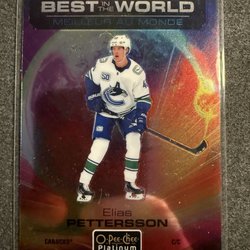 BEST IN THE WORLD
MEILLEUR AU MONDE
Elias
PETTERSSON
CANUCKS
C/C
O-Pee-Chee
Platinum